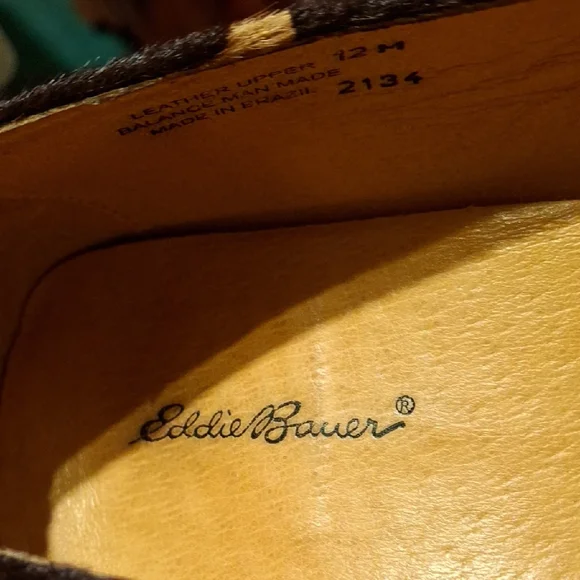 LEATHER UPPER 12 M
BALANCE MAN MADE
MADE IN BRAZIL 2134
Eddie Bauer®